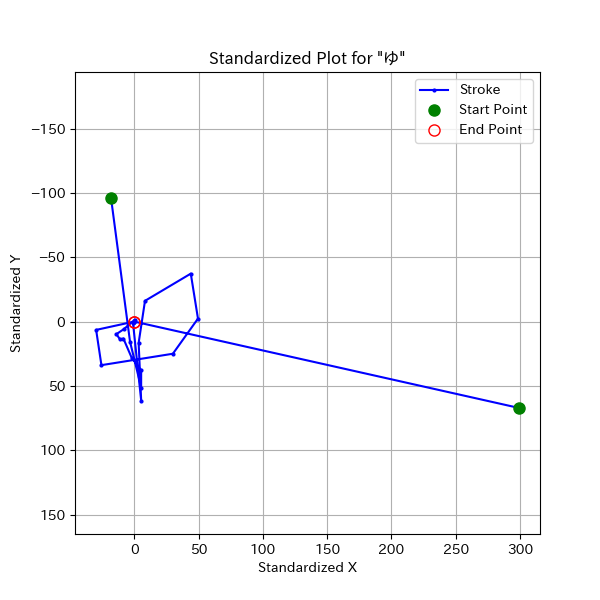 Standardized Plot for "ゆ"
Stroke
Start Point
End Point
Standardized Y
−150
−100
−50
0
50
100
150
0 50 100 150 200 250 300
Standardized X